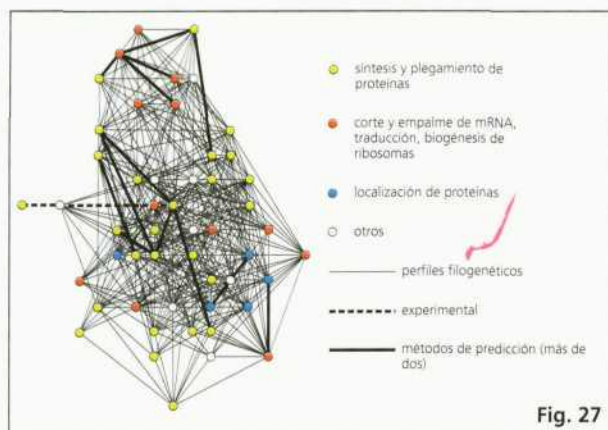 síntesis y plegamiento de
proteínas
corte y empalme de mRNA,
traducción, biogénesis de
ribosomas
localización de proteínas
otros
perfiles filogenéticos
experimental
métodos de predicción (más de
dos)
Fig. 27